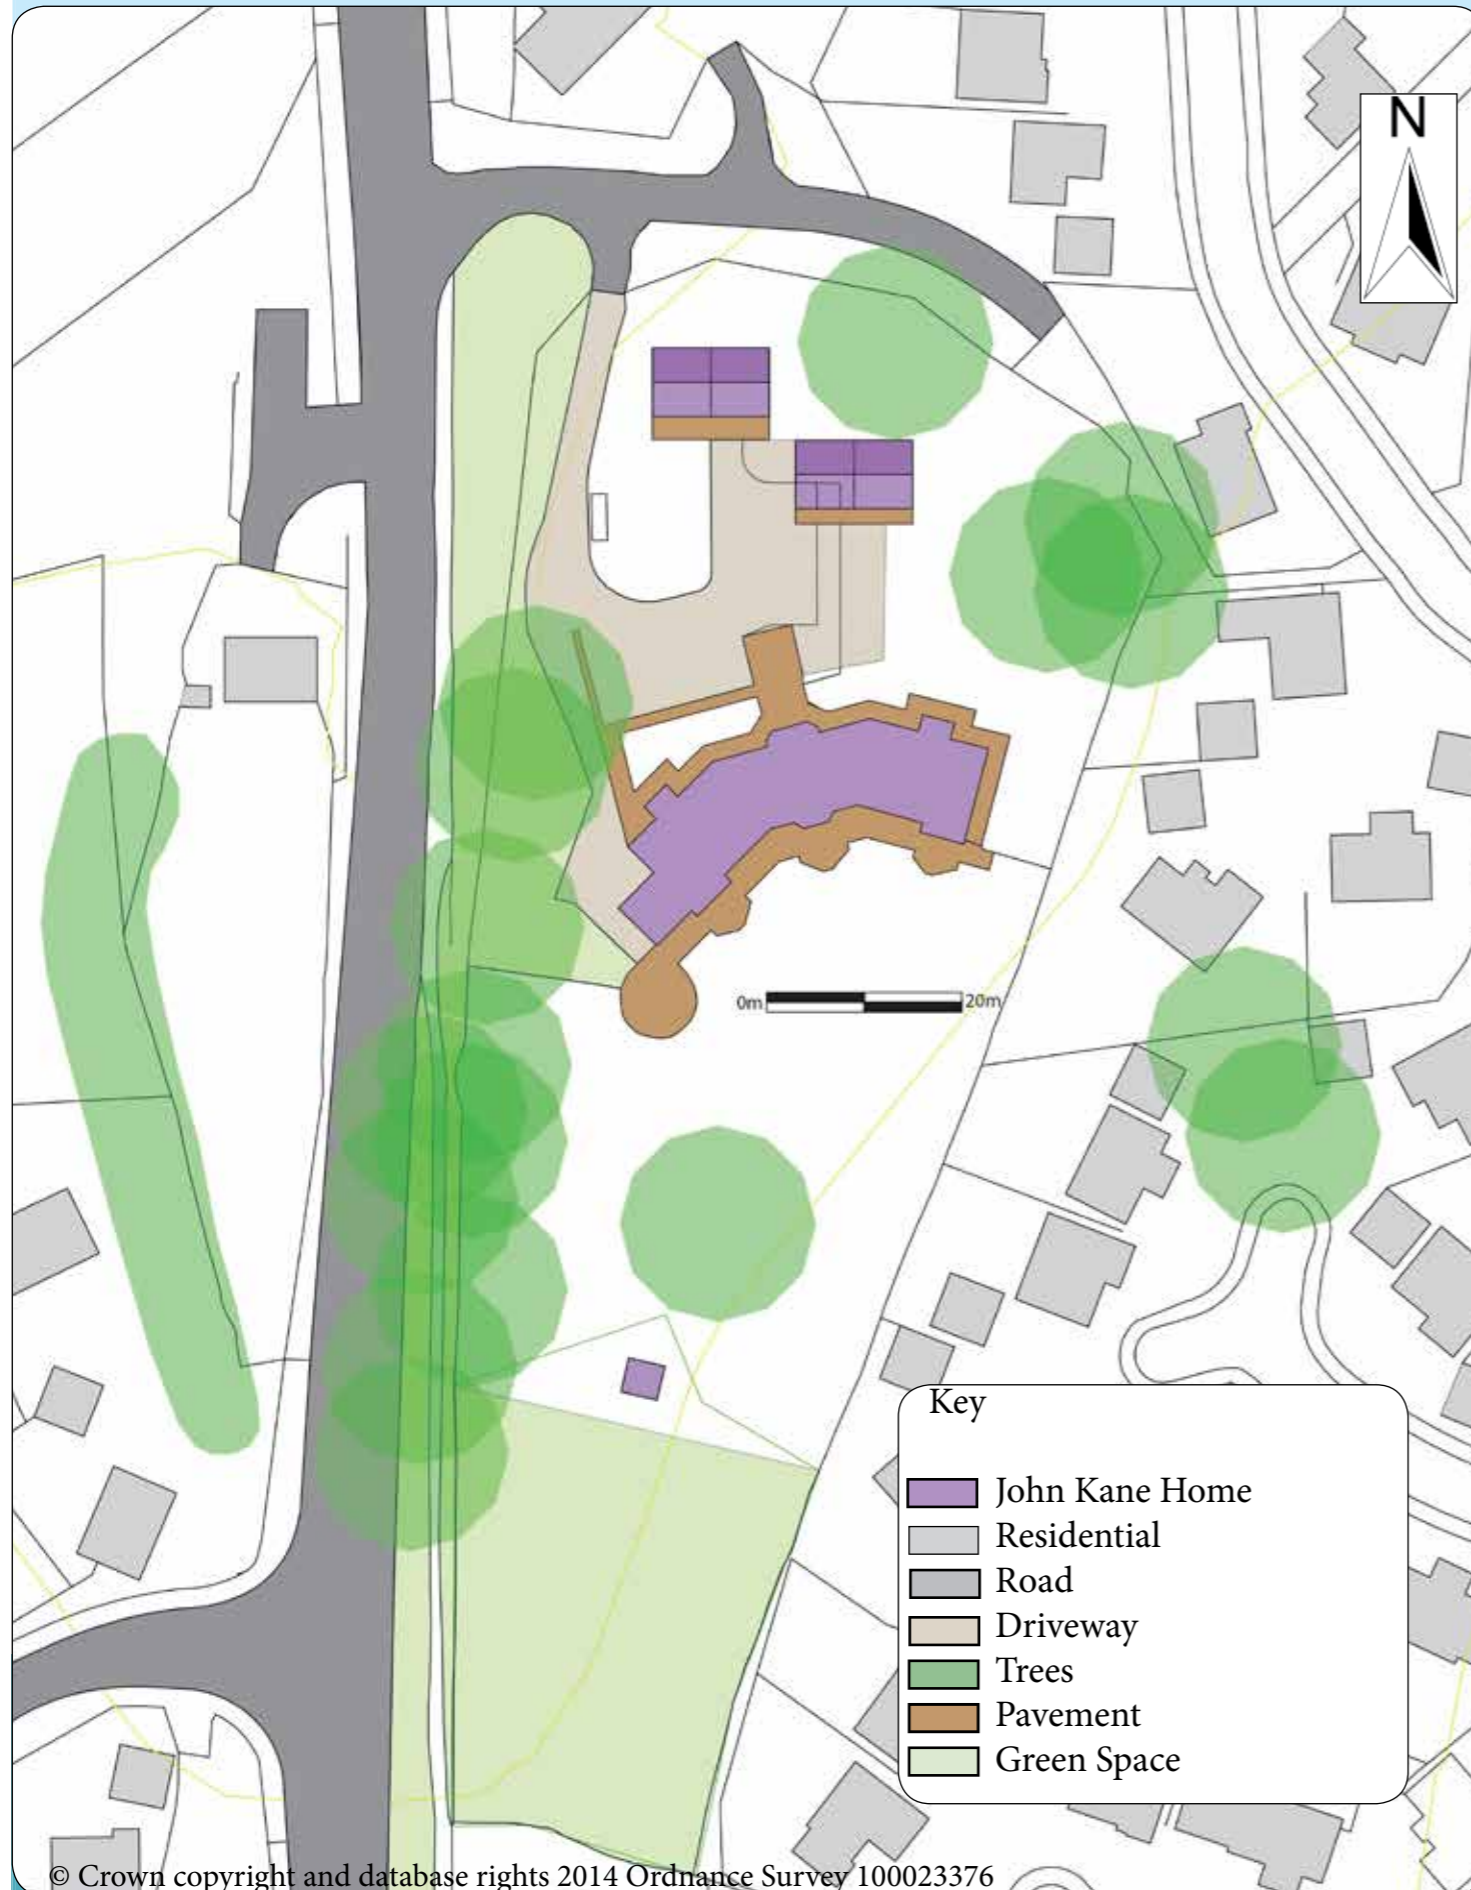 N
0m 20m
Key
John Kane Home
Residential
Road
Driveway
Trees
Pavement
Green Space
© Crown copyright and database rights 2014 Ordnance Survey 100023376